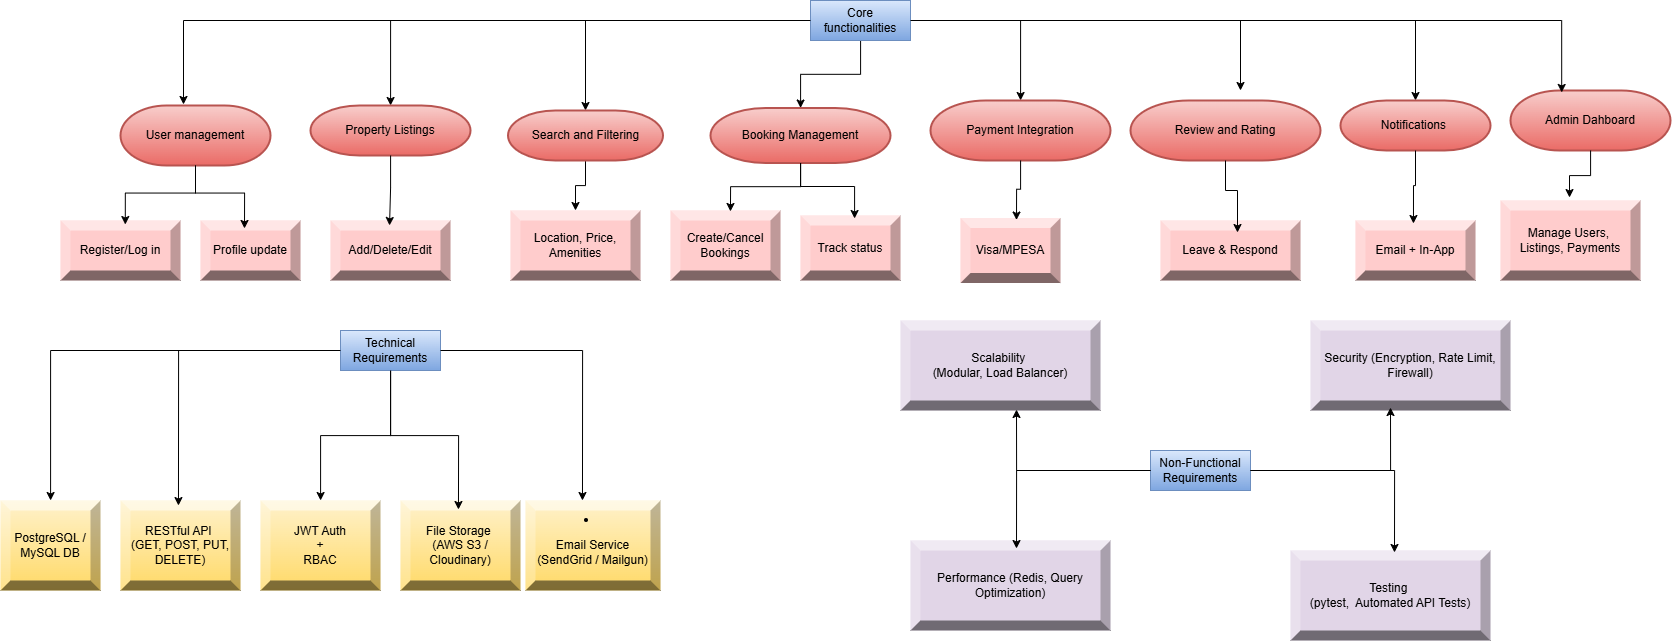 Core
functionalities
User management
Property Listings
Search and Filtering
Booking Management
Payment Integration
Review and Rating
Notifications
Admin Dahboard
Register/Log in
Profile update
Add/Delete/Edit
Location, Price,
Amenities
Create/Cancel
Bookings
Track status
Visa/MPESA
Leave & Respond
Email + In-App
Manage Users,
Listings, Payments
Technical
Requirements
PostgreSQL /
MySQL DB
RESTful API
(GET, POST, PUT,
DELETE)
JWT Auth
+
RBAC
File Storage
(AWS S3 /
Cloudinary)
•
Email Service
(SendGrid / Mailgun)
Scalability
(Modular, Load Balancer)
Security (Encryption, Rate Limit,
Firewall)
Non-Functional
Requirements
Performance (Redis, Query
Optimization)
Testing
(pytest, Automated API Tests)